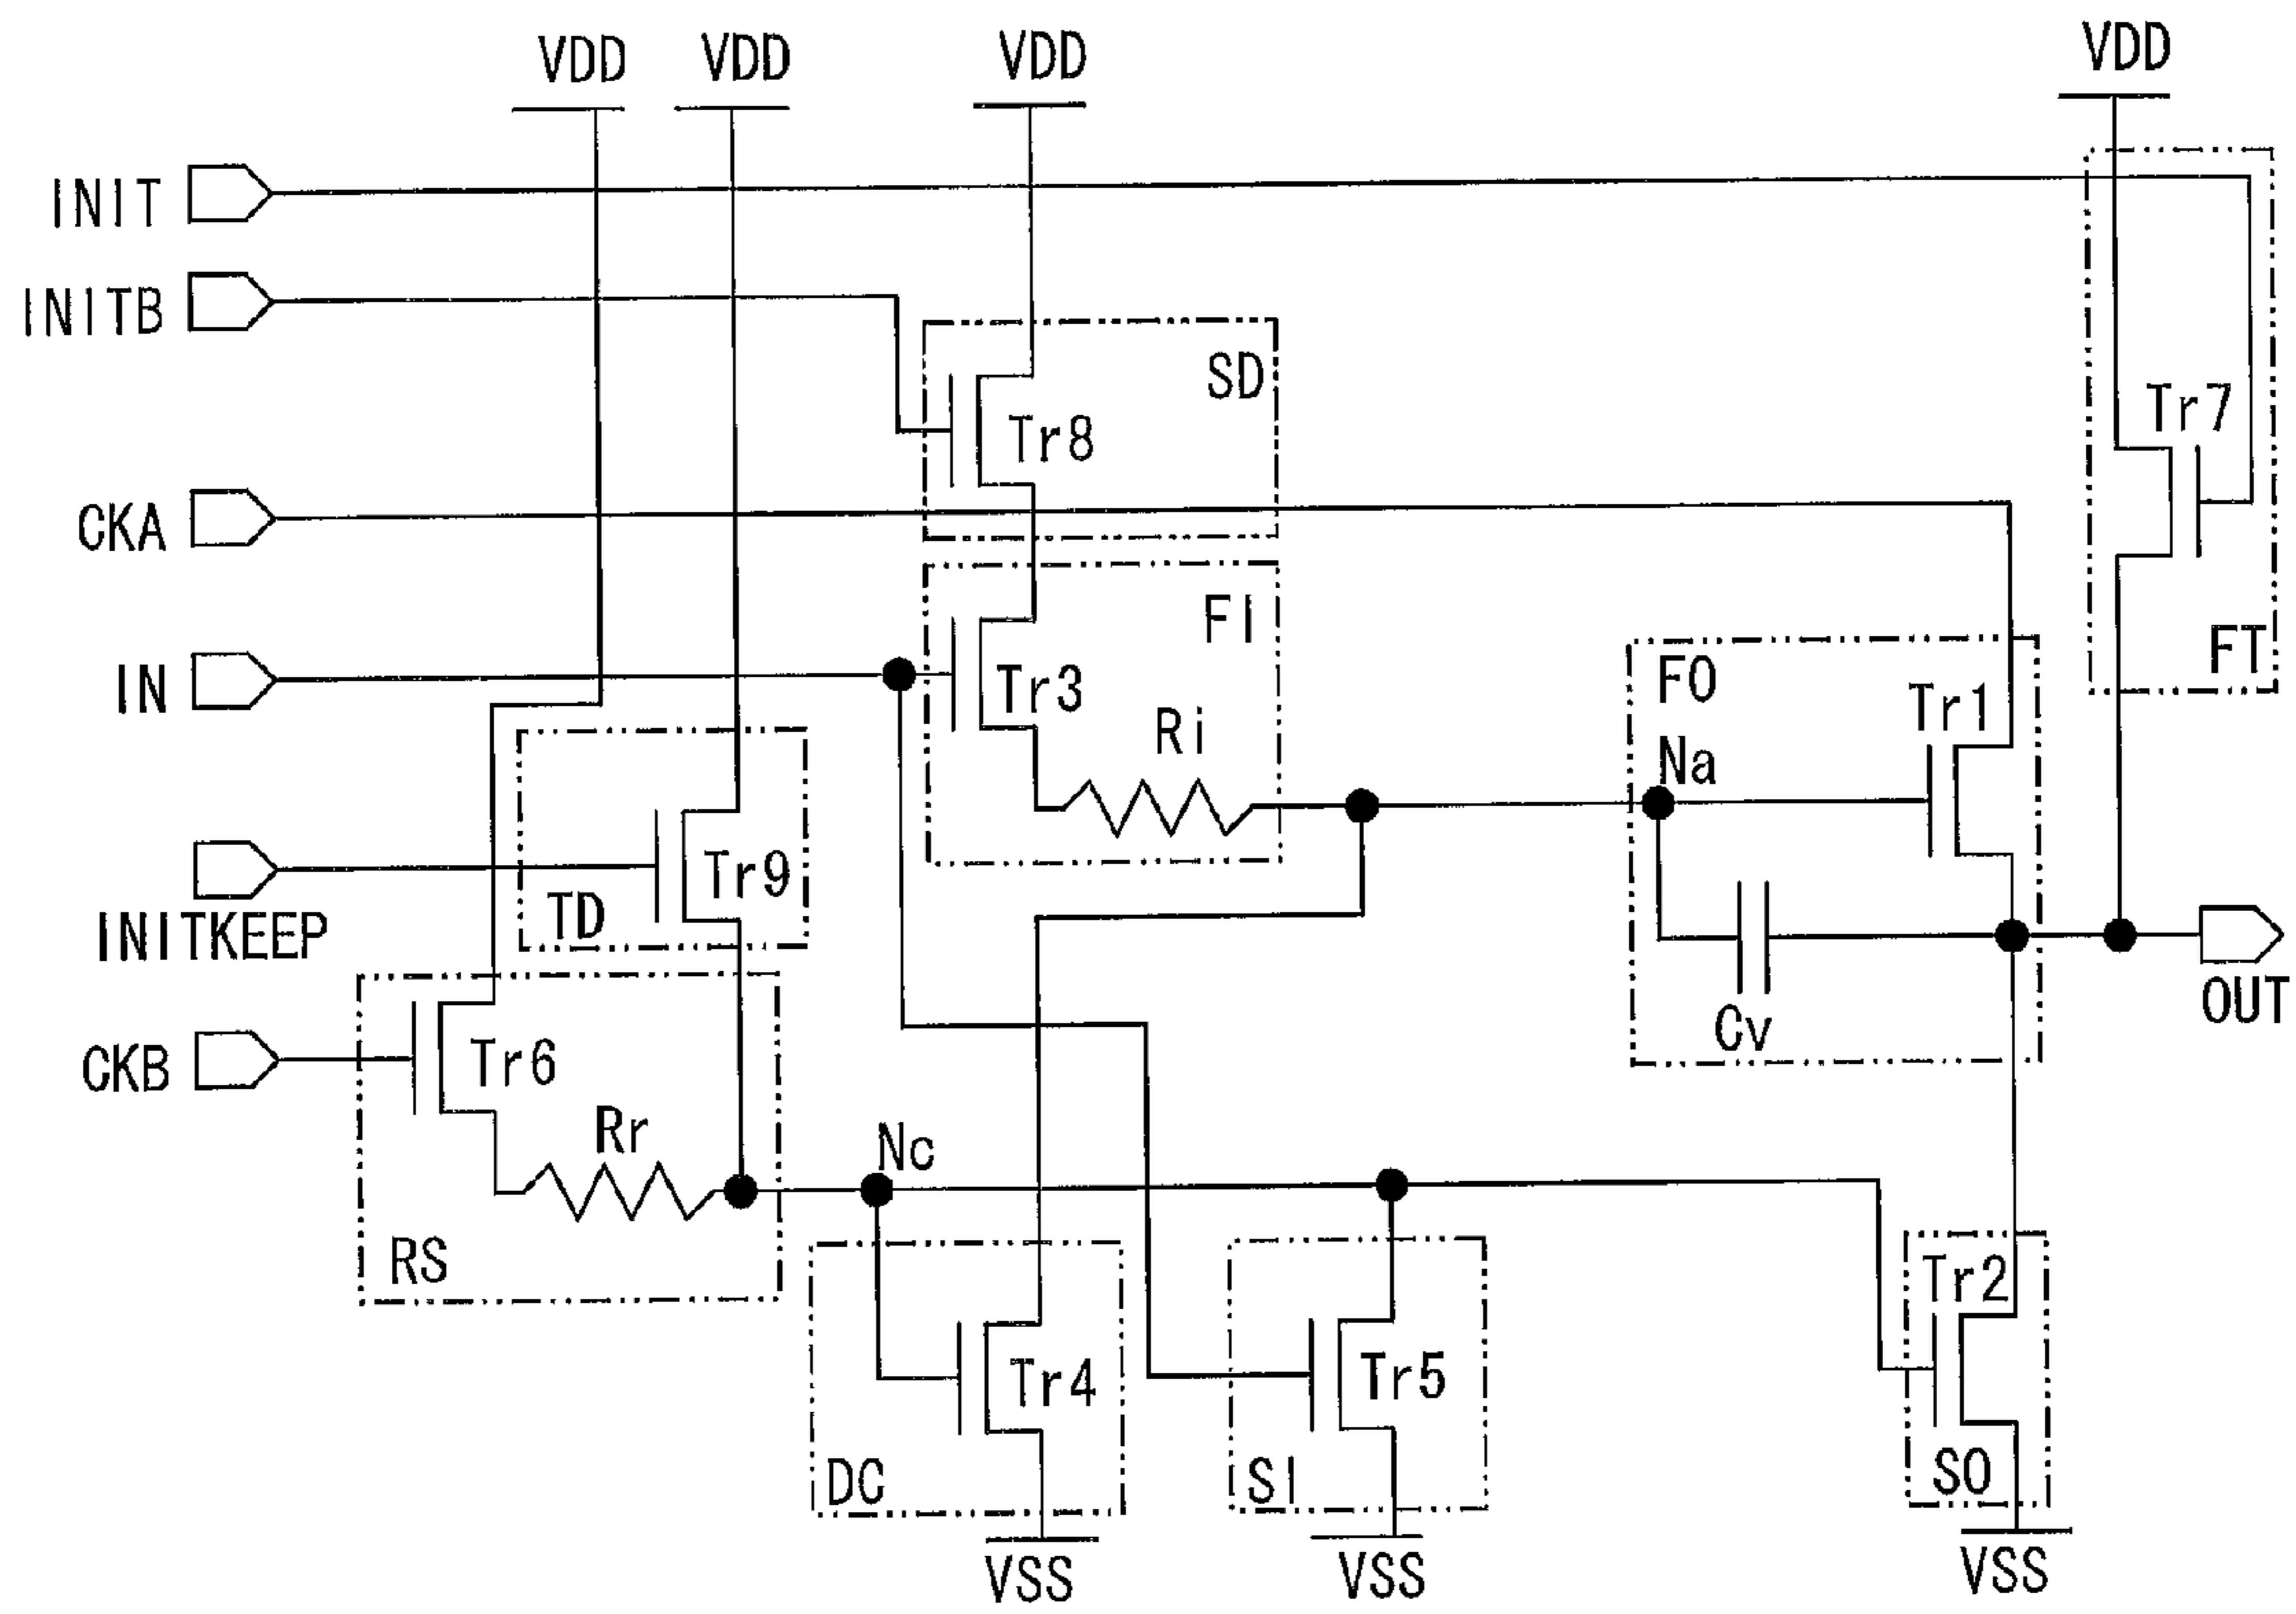 VDD
VDD
VDD
VDD
INIT
INITB
SD
Tr8
Tr7
CKA
FI
FT
IN
Tr3
FO
Tr1
Ri
Na
Tr9
TD
INITKEEP
OUT
Cv
CKB
Tr6
Rr
Nc
RS
Tr2
Tr4
Tr5
DC
SI
SO
VSS
VSS
VSS